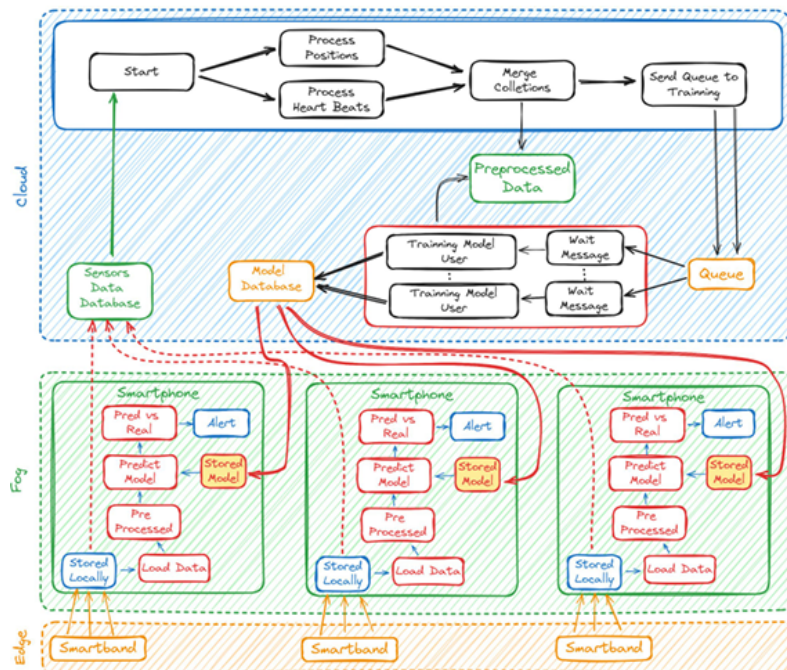 Cloud
Start
Process
Positions
Process
Heart Beats
Merge
Colletions
Send Queue to
Training
Preprocessed
Data
Sensors
Data
Database
Model
Database
Trainning Model
User
Wait
Message
Trainning Model
User
Wait
Message
Queue
Fog
Smartphone
Pred vs
Real
Alert
Predict
Model
Stored
Model
Pre
Processed
Stored
Locally
Load Data
Smartphone
Pred vs
Real
Alert
Predict
Model
Stored
Model
Pre
Processed
Stored
Locally
Load Data
Smartphone
Pred vs
Real
Alert
Predict
Model
Stored
Model
Pre
Processed
Stored
Locally
Load Data
Edge
Smartband
Smartband
Smartband